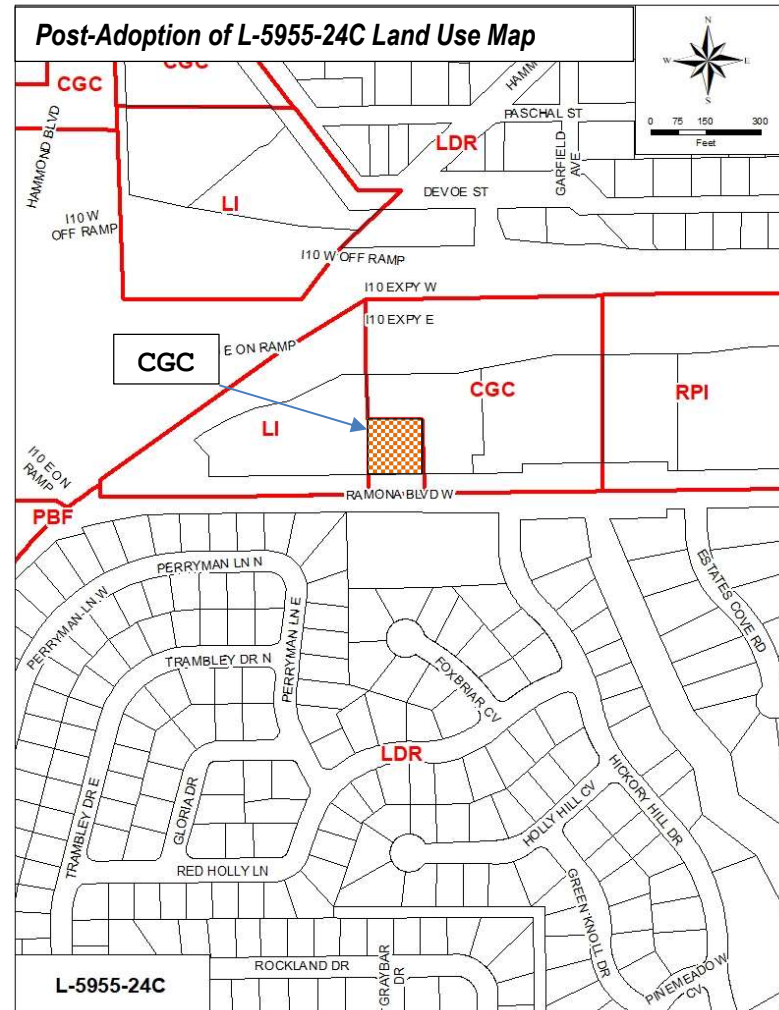 Post-Adoption of L-5955-24C Land Use Map
N
W
E
S
0 75 150 300
Feet
CGC
CGC
HAMM
PASCHAL ST
HAMMOND BLVD
LDR
GARFIELD
AVE
DEVOE ST
LI
I10 W
OFF RAMP
I10 W OFF RAMP
I10 EXPY W
I10 EXPY E
E ON RAMP
CGC
CGC
RPI
LI
I10 E ON
RAMP
RAMONA BLVD W
PBF
PERRYMAN LN N
PERRYMAN LN W
PERRYMAN LN E
ESTATES COVE RD
TRAMBLEY DR N
FOXBRIAR CV
LDR
GLORIA DR
TRAMBLEY DR E
HICKORY HILL DR
HOLLY HILL CV
RED HOLLY LN
GREEN KNOLL DR
ROCKLAND DR
GRAYBAR
DR
PINEMEADOW
CV
L-5955-24C